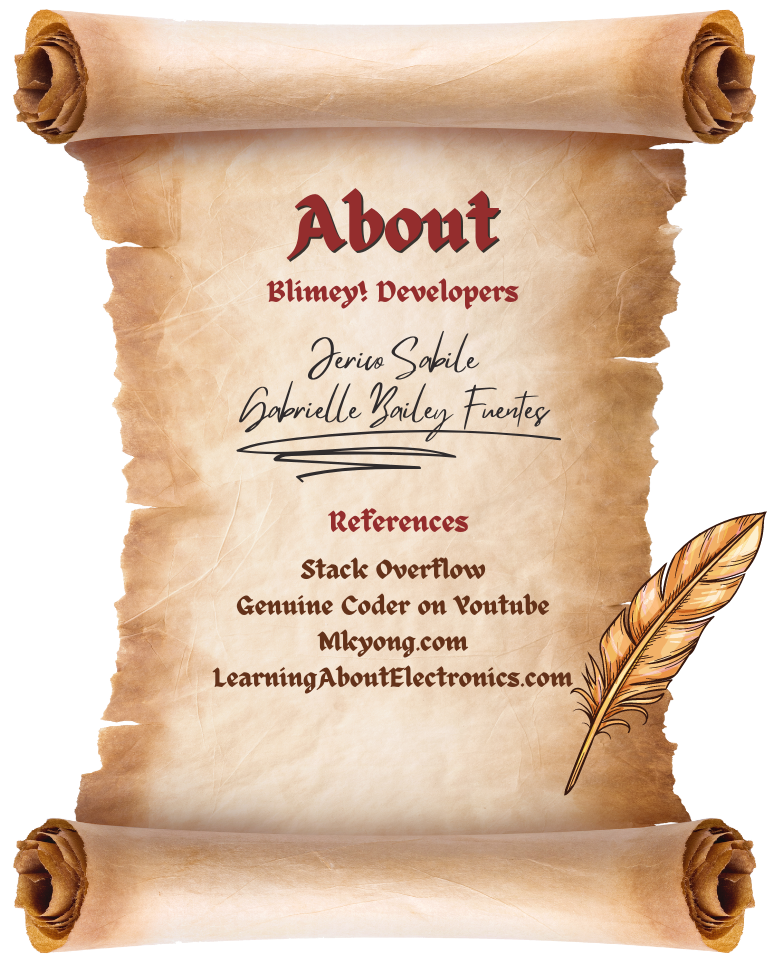 About
Blimey! Developers
Jerico Sabile
Gabrielle Bailey Fuentes
References
Stack Overflow
Genuine Coder on Youtube
Mkyong.com
LearningAboutElectronics.com